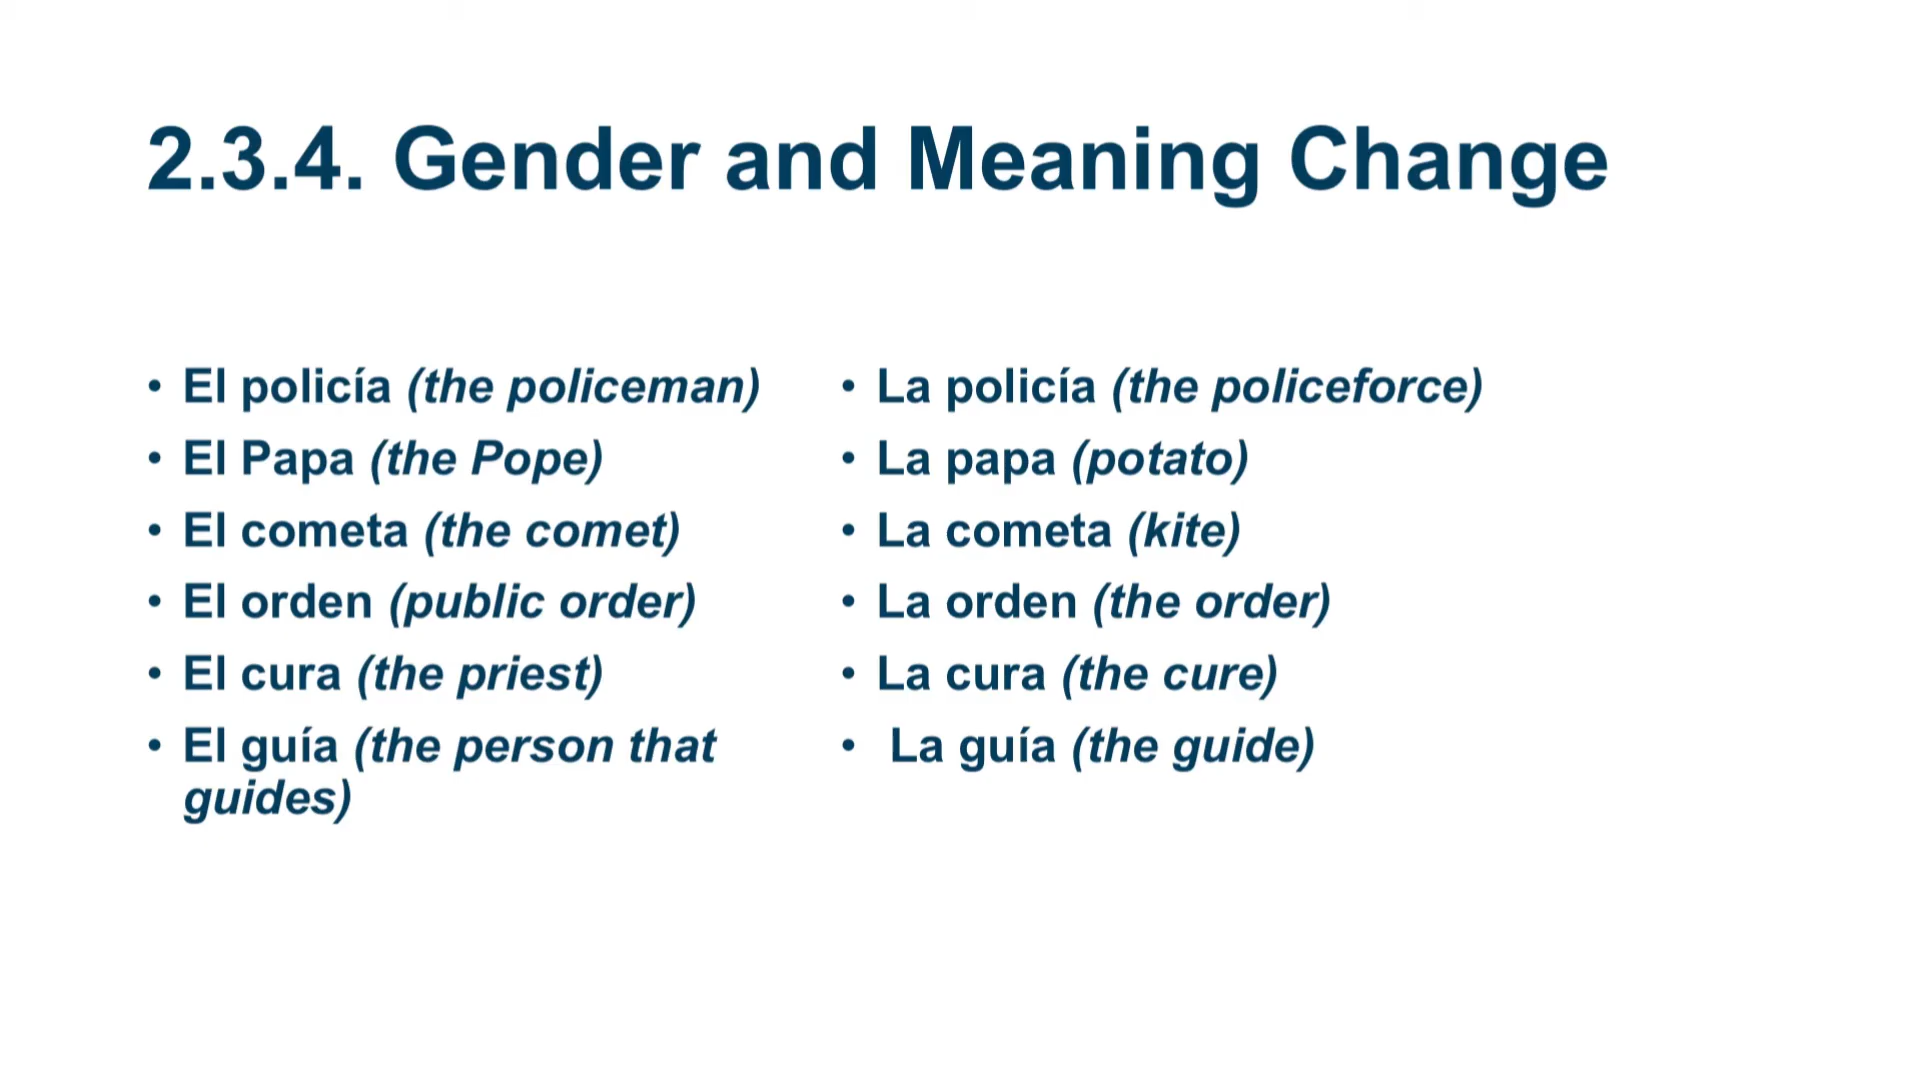 2.3.4. Gender and Meaning Change
• El policía (the policeman)
• El Papa (the Pope)
• El cometa (the comet)
• El orden (public order)
• El cura (the priest)
• El guía (the person that
guides)
• La policía (the policeforce)
• La papa (potato)
• La cometa (kite)
• La orden (the order)
• La cura (the cure)
• La guía (the guide)